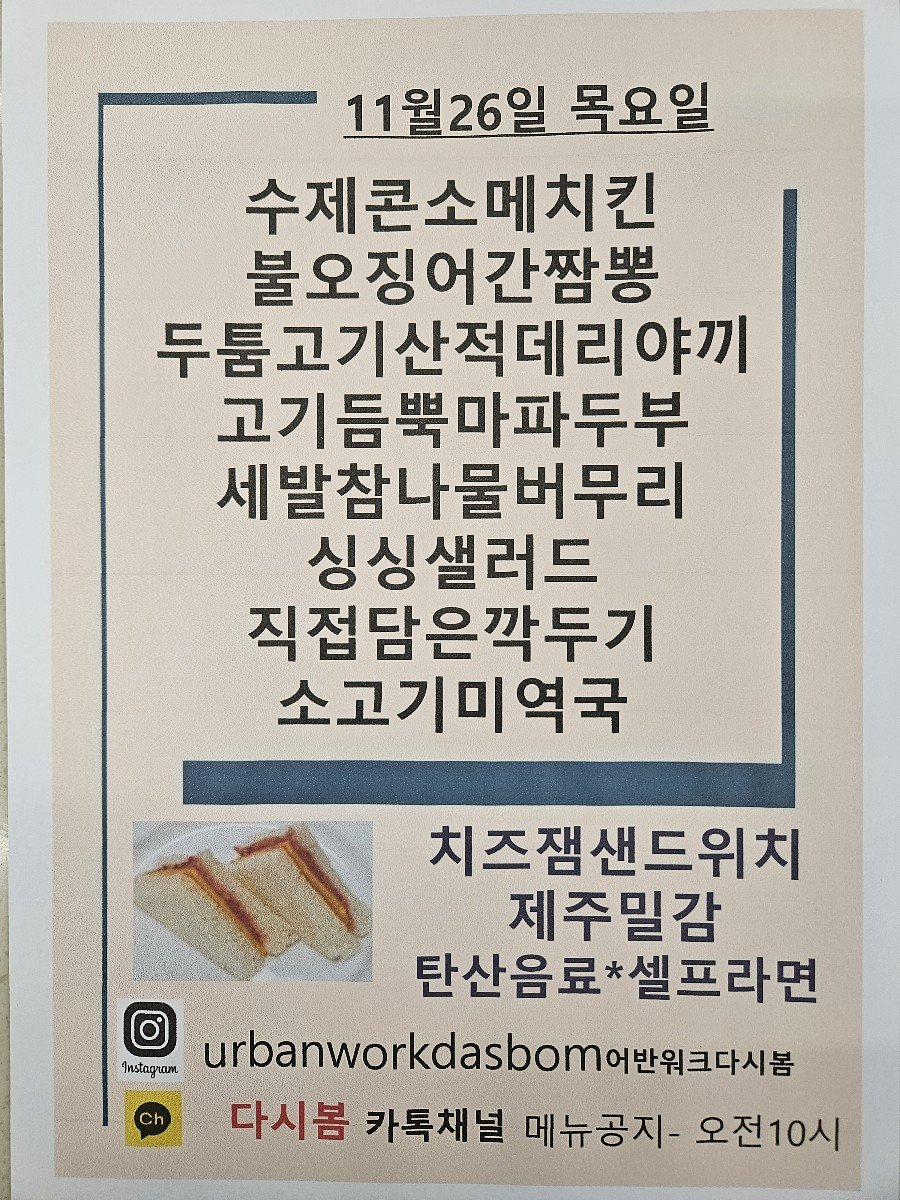 11월26일 목요일
수제콘소메치킨
불오징어간짬뽕
두툼고기산적데리야끼
고기듬뿍마파두부
세발참나물버무리
싱싱샐러드
직접담은깍두기
소고기미역국
치즈잼샌드위치
제주밀감
탄산음료*셀프라면
Instagram
urbanworkdasbom어반워크다시봄
Ch
다시봄 카톡채널 메뉴공지- 오전10시